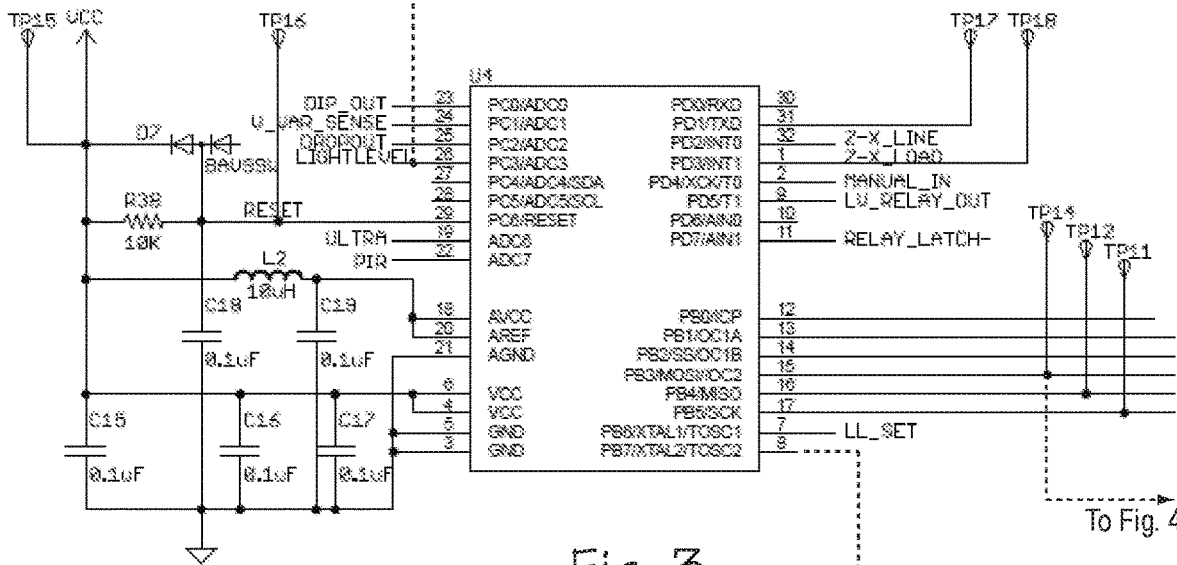 TP15 VCC TP16 TP17 TP18
U4
DIP_OUT 23 PC0/ADC0 PD0/RXD 30
V_VAR_SENSE 24 PC1/ADC1 PD1/TXD 31
DROPOUT 25 PC2/ADC2 PD2/INT0 32 Z-X_LINE
LIGHTLEVEL 26 PC3/ADC3 PD3/INT1 1 Z-X_LOAD
27 PC4/ADC4/SDA PD4/XCK/T0 2 MANUAL_IN
28 PC5/ADC5/SCL PD5/T1 9 LV_RELAY_OUT
RESET 29 PC6/RESET PD6/AIN0 10
ULTRA 19 ADC6 PD7/AIN1 11 RELAY_LATCH-
PIR 22 ADC7
D7
BAV99W
R38
10K
L2
10uH
TP14
TP12
TP11
C18
0.1uF
C19
0.1uF
18 AVCC PB0/ICP 12
20 AREF PB1/OC1A 13
21 AGND PB2/SS/OC1B 14
PB3/MOSI/OC2 15
6 VCC PB4/MISO 16
4 VCC PB5/SCK 17
5 GND PB6/XTAL1/TOSC1 7 LL_SET
3 GND PB7/XTAL2/TOSC2 8
C15
0.1uF
C16
0.1uF
C17
0.1uF
To Fig. 4
Fig. 3